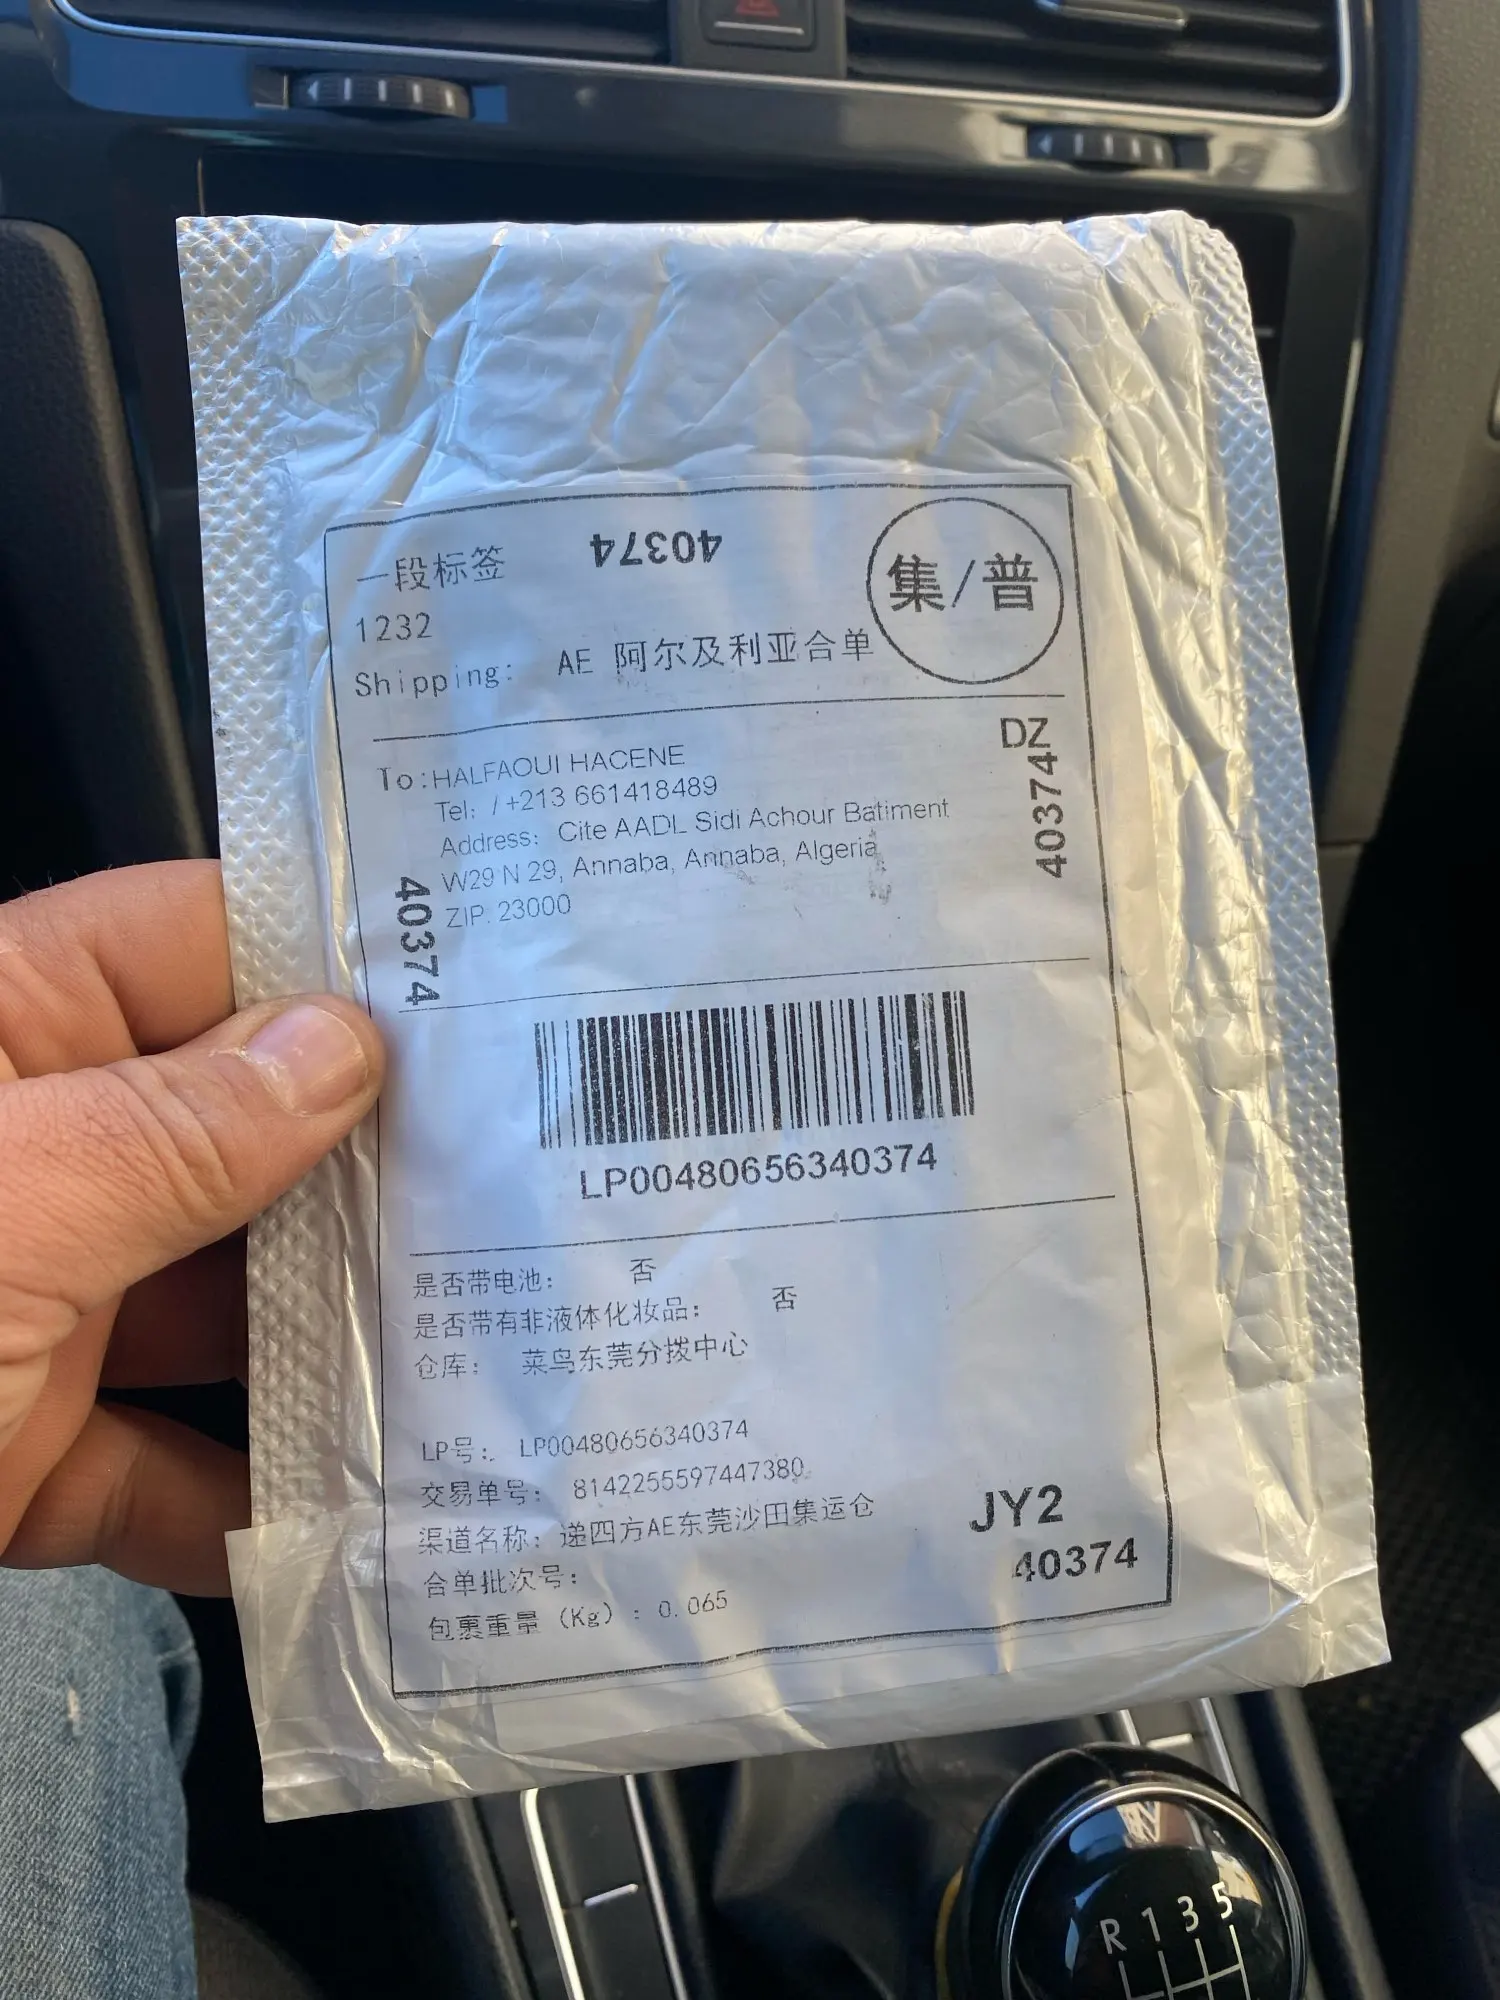 一段标签
40374
集/普
1232
Shipping: AE 阿尔及利亚合单
DZ
40374
To:HALFAOUI HACENE
Tel: /+213 661418489
Address: Cite AADL Sidi Achour Batiment
W29 N 29, Annaba, Annaba, Algeria
ZIP: 23000
40374
LP00480656340374
是否带电池: 否
是否带有非液体化妆品: 否
仓库: 菜鸟东莞分拨中心
LP号: LP00480656340374
交易单号: 8142255597447380
渠道名称: 递四方AE东莞沙田集运仓
合单批次号:
包裹重量 (Kg) : 0.065
JY2
40374
R 1 3 5